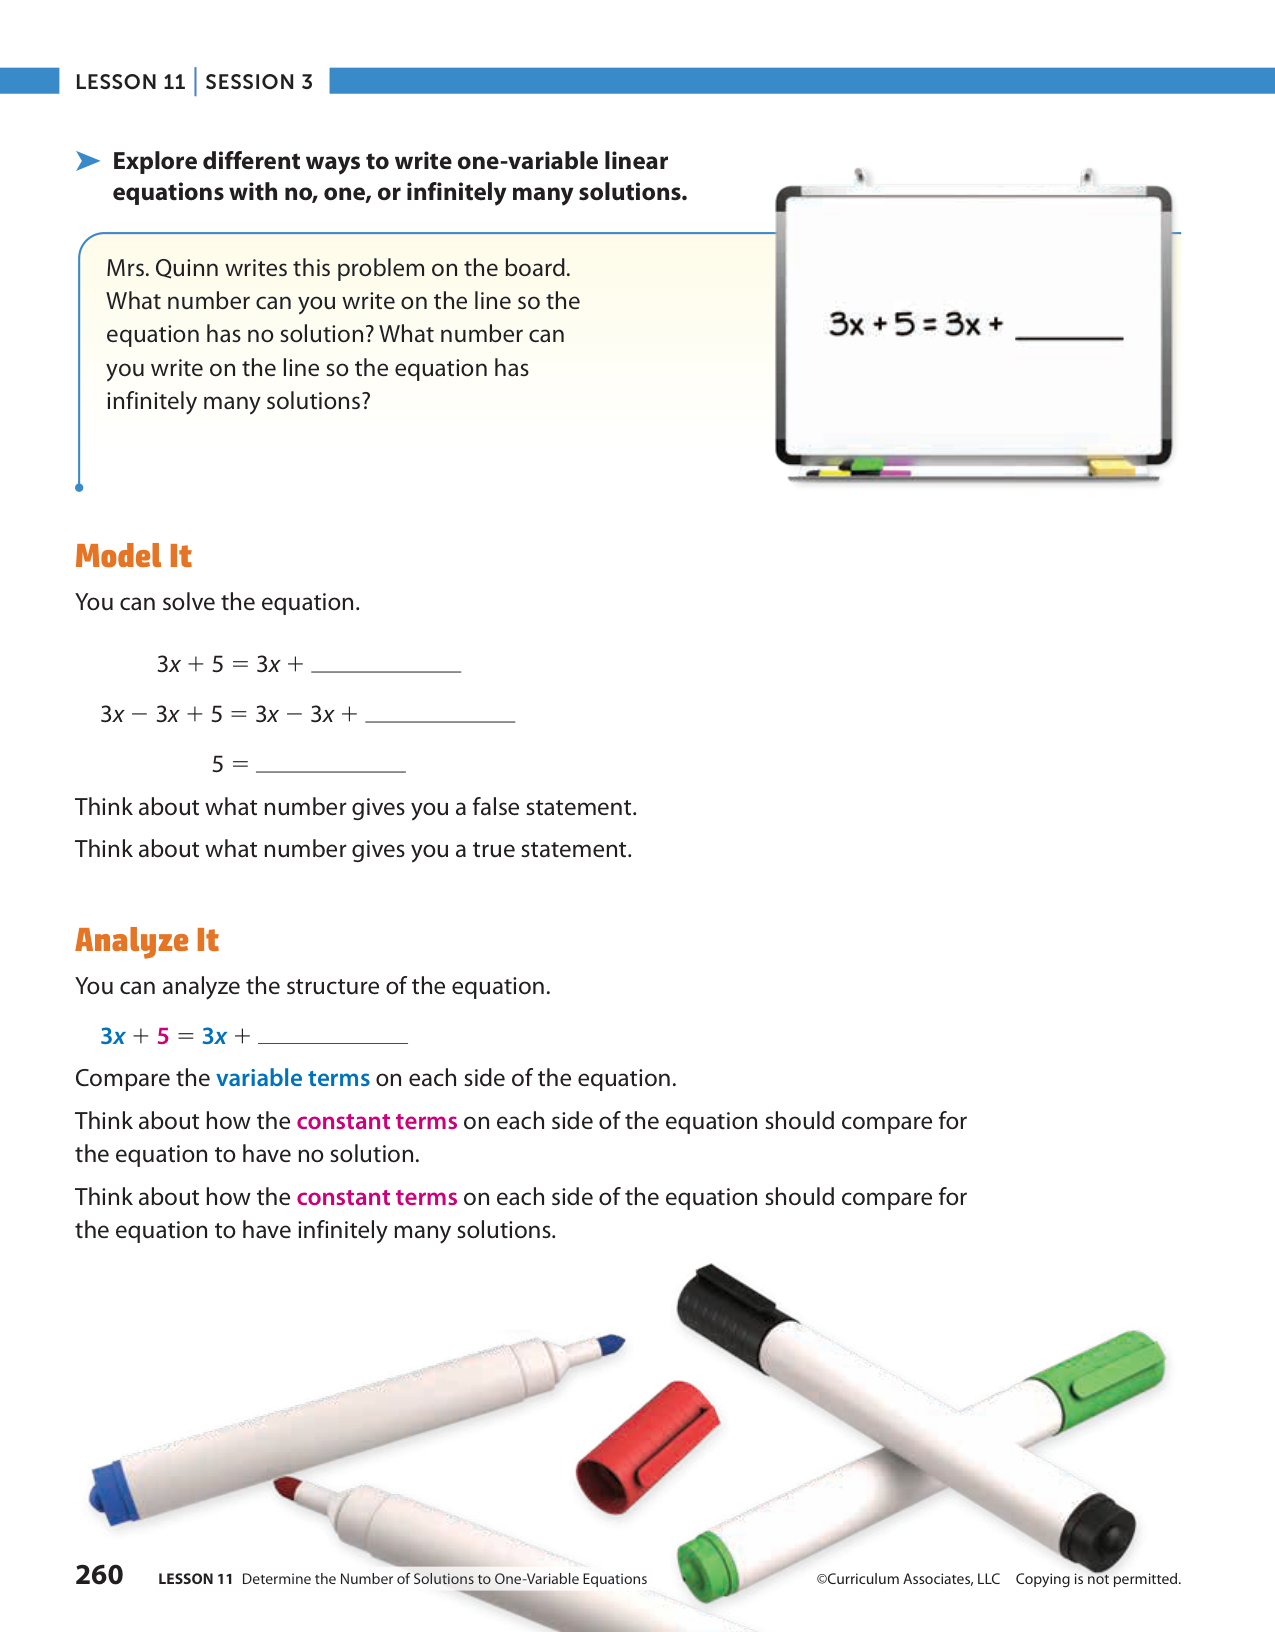 LESSON 11 | SESSION 3
Explore different ways to write one-variable linear
equations with no, one, or infinitely many solutions.
Mrs. Quinn writes this problem on the board.
What number can you write on the line so the
equation has no solution? What number can
you write on the line so the equation has
infinitely many solutions?
3x + 5 = 3x + ______
Model It
You can solve the equation.
3x + 5 = 3x + ______
3x − 3x + 5 = 3x − 3x + ______
5 = ______
Think about what number gives you a false statement.
Think about what number gives you a true statement.
Analyze It
You can analyze the structure of the equation.
3x + 5 = 3x + ______
Compare the variable terms on each side of the equation.
Think about how the constant terms on each side of the equation should compare for
the equation to have no solution.
Think about how the constant terms on each side of the equation should compare for
the equation to have infinitely many solutions.
260 LESSON 11 Determine the Number of Solutions to One-Variable Equations ©Curriculum Associates, LLC Copying is not permitted.